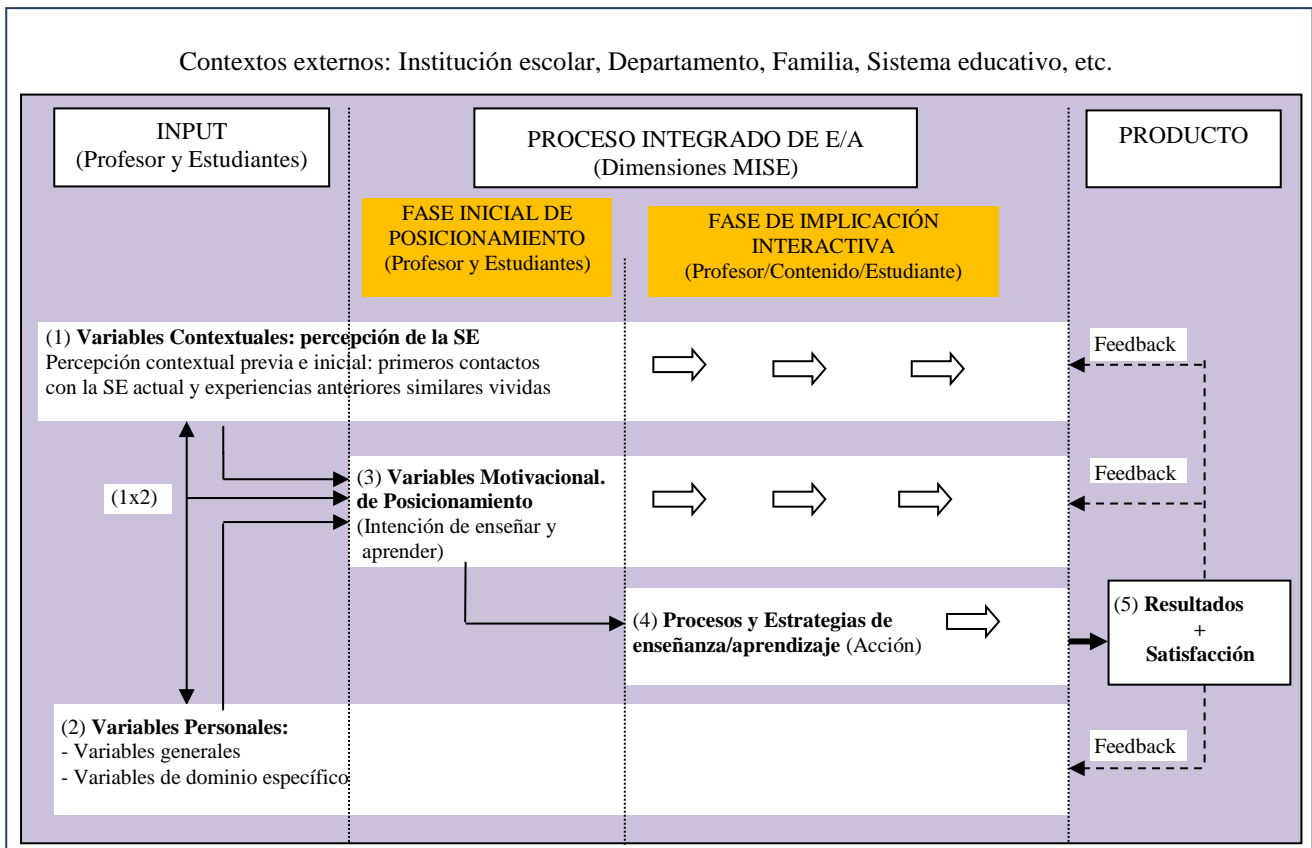 Contextos externos: Institución escolar, Departamento, Familia, Sistema educativo, etc.
INPUT
(Profesor y Estudiantes)
PROCESO INTEGRADO DE E/A
(Dimensiones MISE)
PRODUCTO
FASE INICIAL DE
POSICIONAMIENTO
(Profesor y Estudiantes)
FASE DE IMPLICACIÓN
INTERACTIVA
(Profesor/Contenido/Estudiante)
(1) Variables Contextuales: percepción de la SE
Percepción contextual previa e inicial: primeros contactos
con la SE actual y experiencias anteriores similares vividas
Feedback
(1x2)
(3) Variables Motivacional.
de Posicionamiento
(Intención de enseñar y
aprender)
Feedback
(4) Procesos y Estrategias de
enseñanza/aprendizaje (Acción)
(5) Resultados
+
Satisfacción
(2) Variables Personales:
- Variables generales
- Variables de dominio específico
Feedback